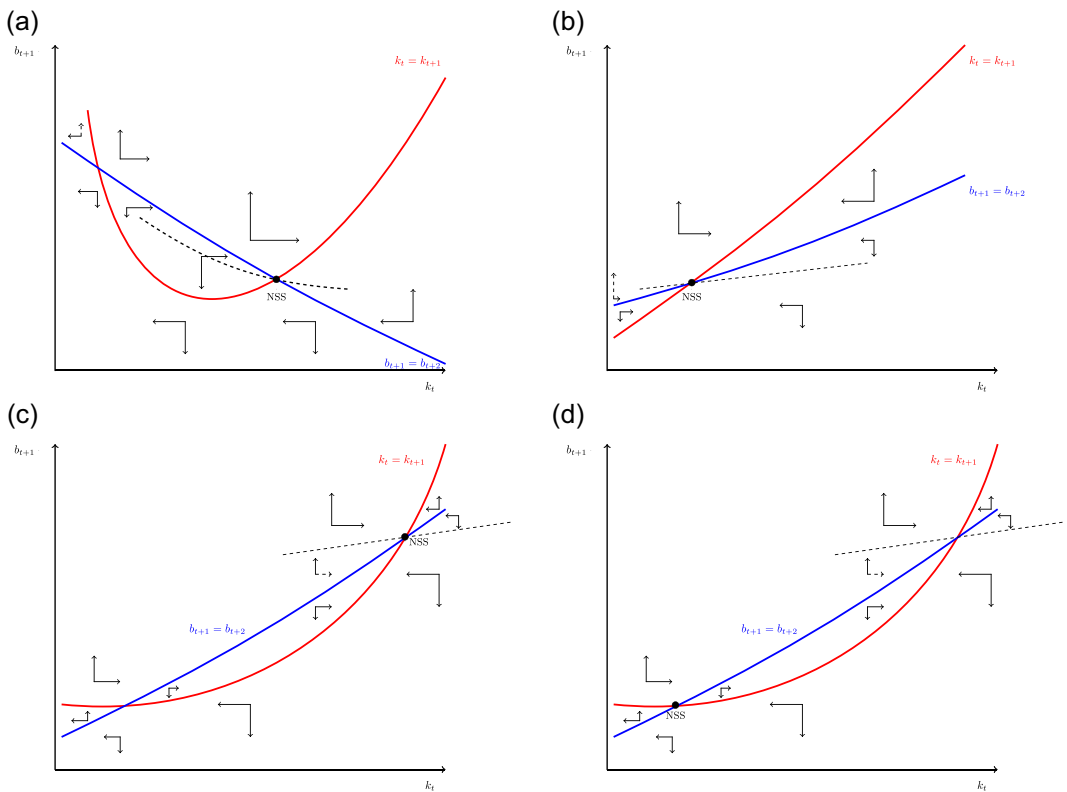 (a)
b_{t+1}
k_t = k_{t+1}
NSS
b_{t+1} = b_{t+2}
k_t
(b)
b_{t+1}
k_t = k_{t+1}
b_{t+1} = b_{t+2}
NSS
k_t
(c)
b_{t+1}
k_t = k_{t+1}
NSS
b_{t+1} = b_{t+2}
k_t
(d)
b_{t+1}
k_t = k_{t+1}
b_{t+1} = b_{t+2}
NSS
k_t